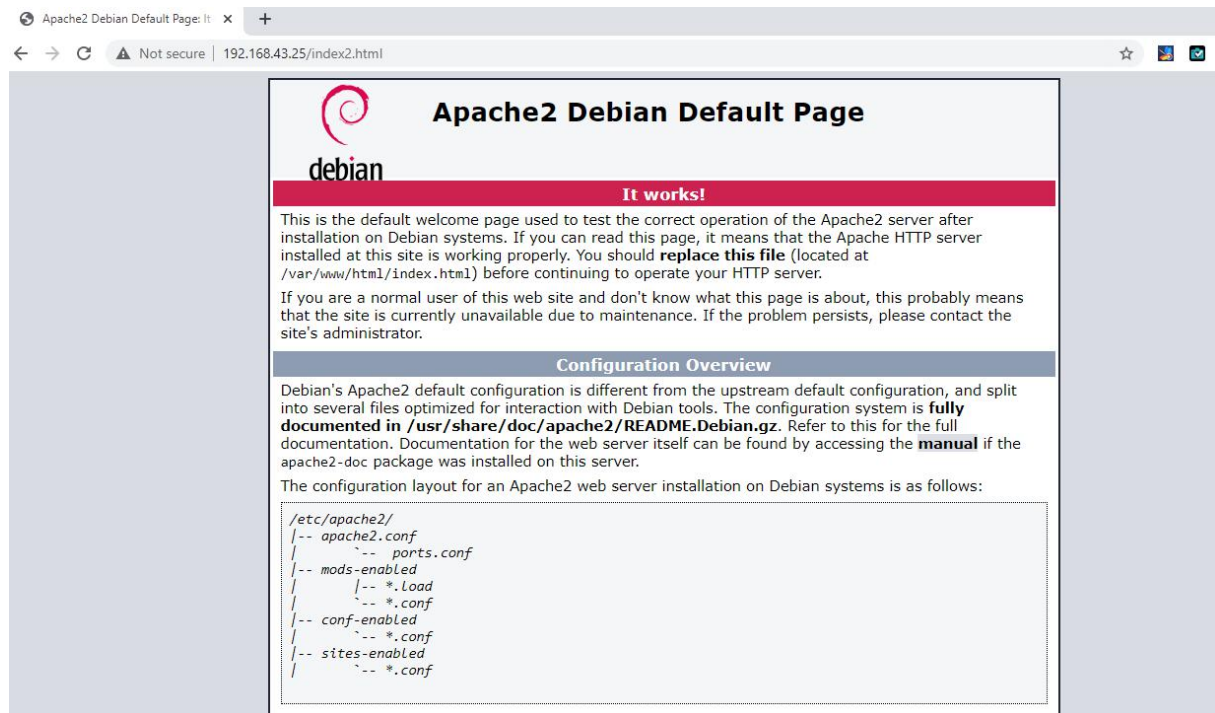 Apache2 Debian Default Page: It
Not secure | 192.168.43.25/index2.html
debian
Apache2 Debian Default Page
It works!
This is the default welcome page used to test the correct operation of the Apache2 server after
installation on Debian systems. If you can read this page, it means that the Apache HTTP server
installed at this site is working properly. You should replace this file (located at
/var/www/html/index.html) before continuing to operate your HTTP server.
If you are a normal user of this web site and don't know what this page is about, this probably means
that the site is currently unavailable due to maintenance. If the problem persists, please contact the
site's administrator.
Configuration Overview
Debian's Apache2 default configuration is different from the upstream default configuration, and split
into several files optimized for interaction with Debian tools. The configuration system is fully
documented in /usr/share/doc/apache2/README.Debian.gz. Refer to this for the full
documentation. Documentation for the web server itself can be found by accessing the manual if the
apache2-doc package was installed on this server.
The configuration layout for an Apache2 web server installation on Debian systems is as follows:
/etc/apache2/
|-- apache2.conf
|       `--  ports.conf
|-- mods-enabled
|       |-- *.load
|       `-- *.conf
|-- conf-enabled
|       `-- *.conf
|-- sites-enabled
|       `-- *.conf